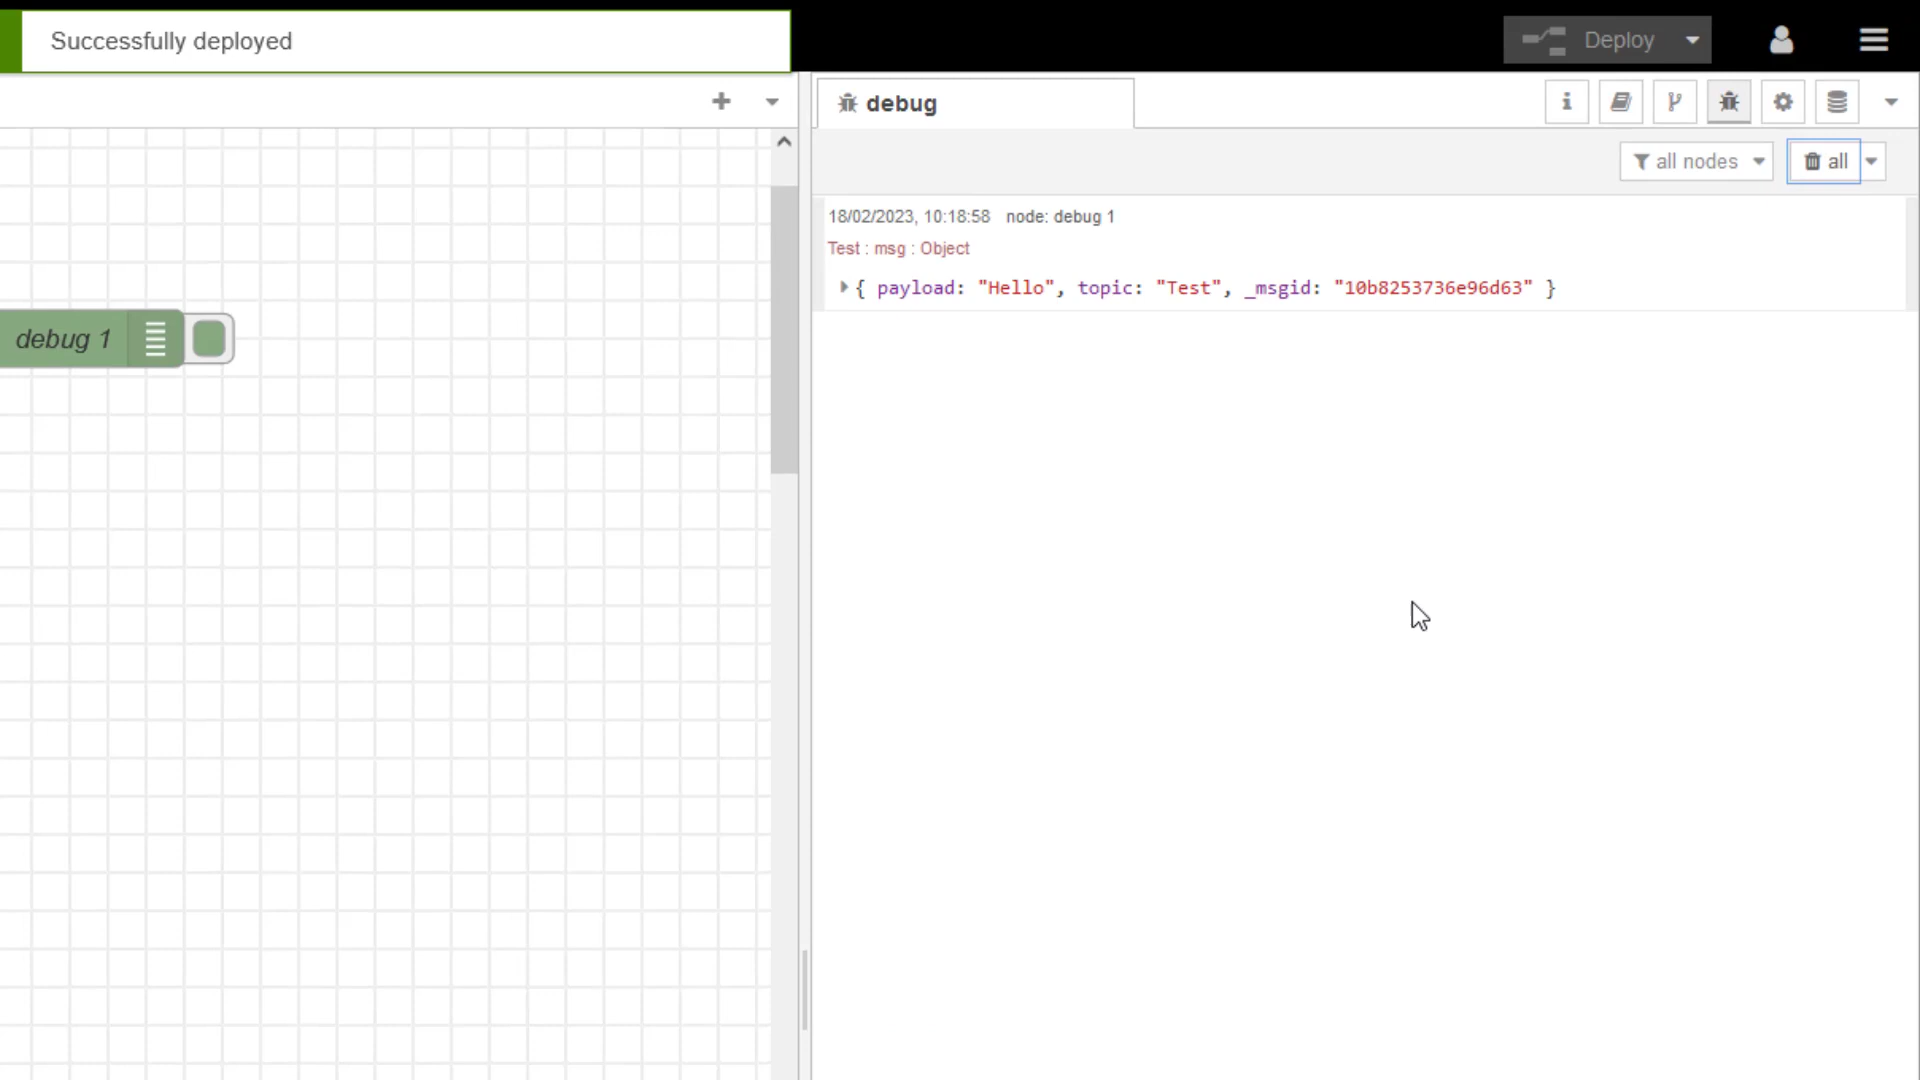 Successfully deployed
Deploy
debug
all nodes
all
18/02/2023, 10:18:58 node: debug 1
Test : msg : Object
{ payload: "Hello", topic: "Test", _msgid: "10b8253736e96d63" }
debug 1